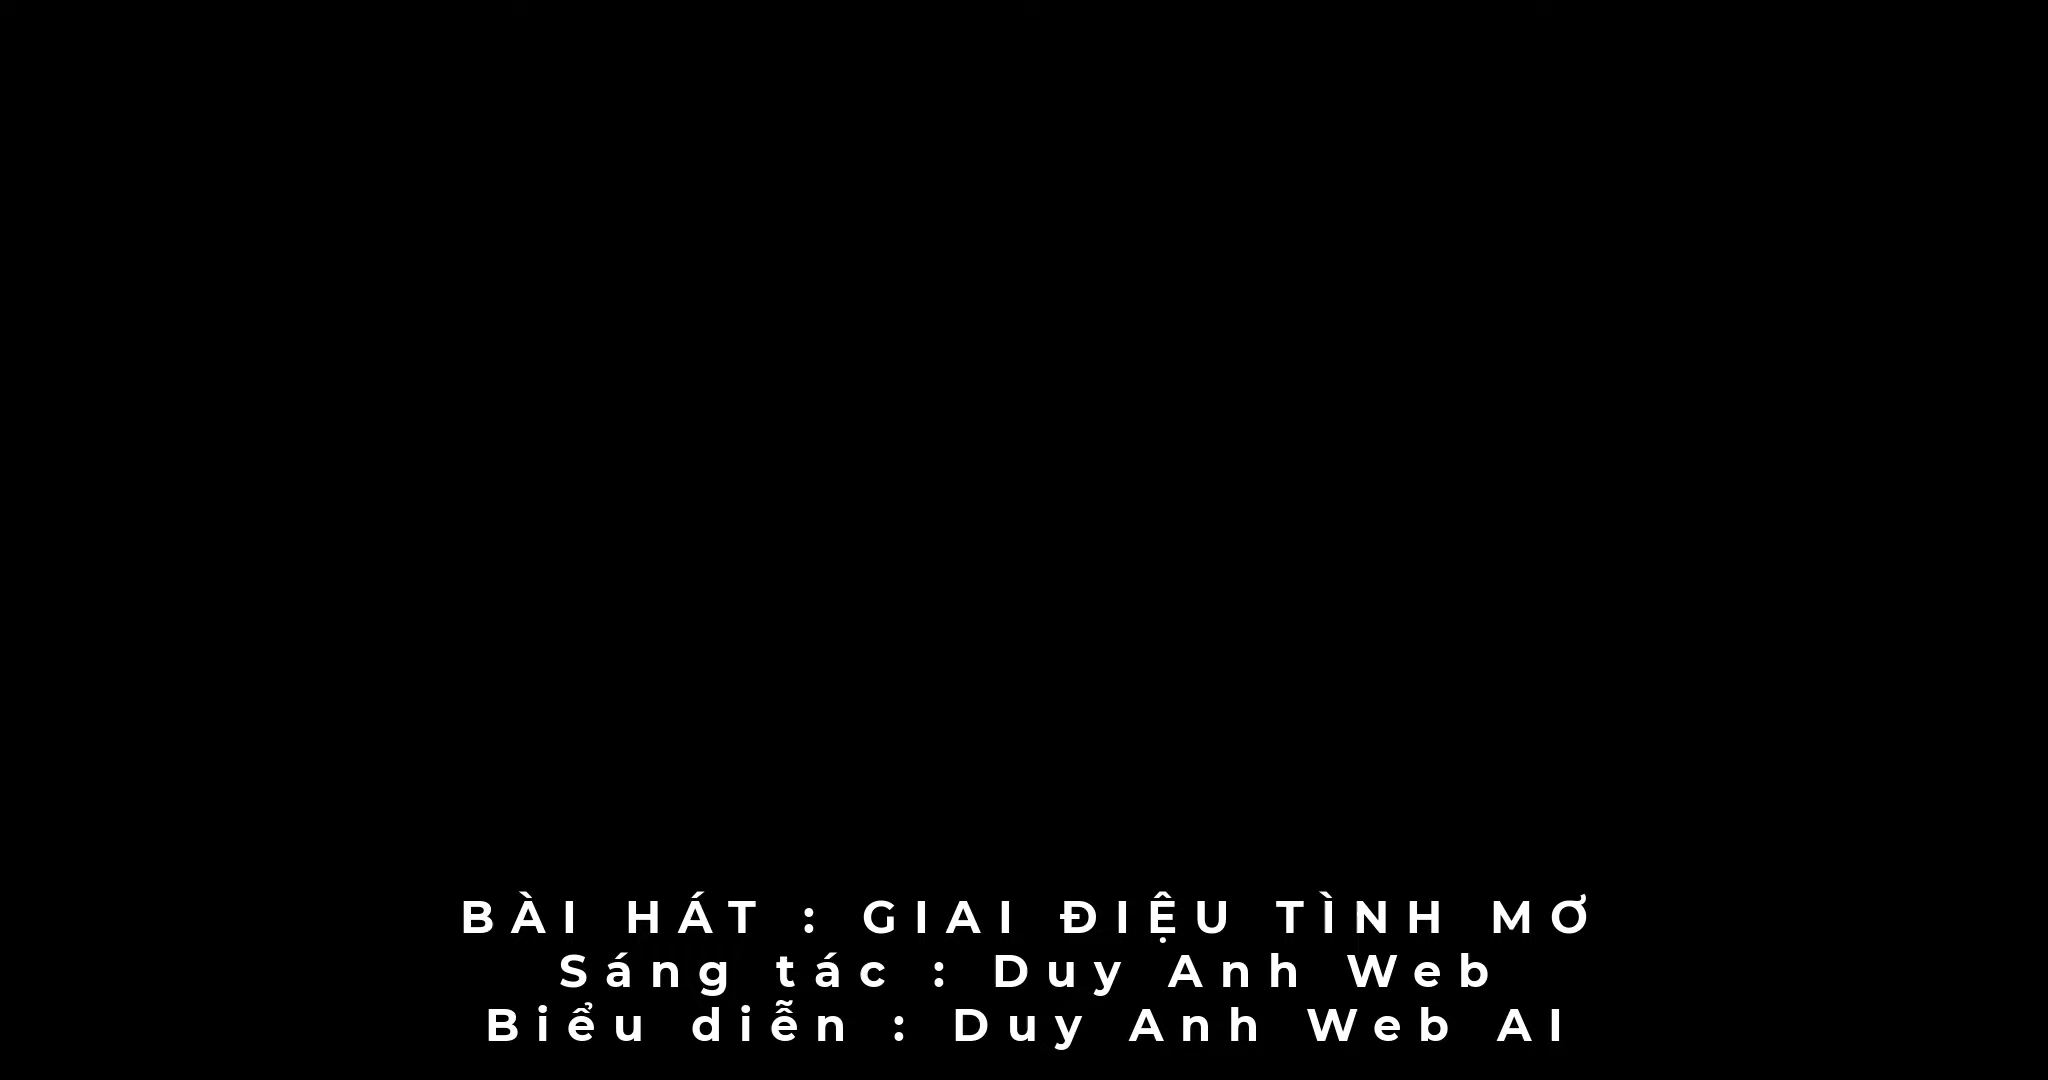 BÀI HÁT : GIAI ĐIỆU TÌNH MƠ
Sáng tác : Duy Anh Web
Biểu diễn : Duy Anh Web AI